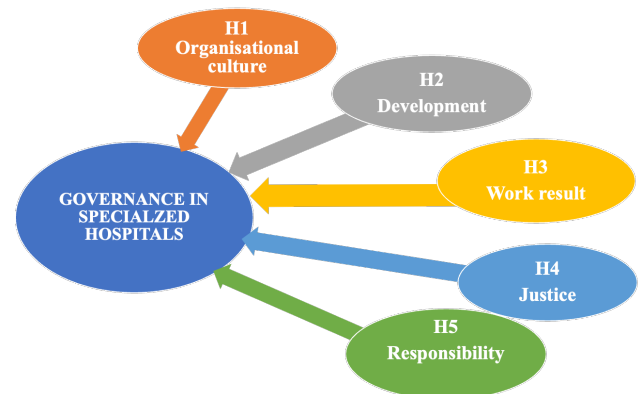 H1
Organisational
culture
H2
Development
H3
Work result
GOVERNANCE IN
SPECIALZED
HOSPITALS
H4
Justice
H5
Responsibility